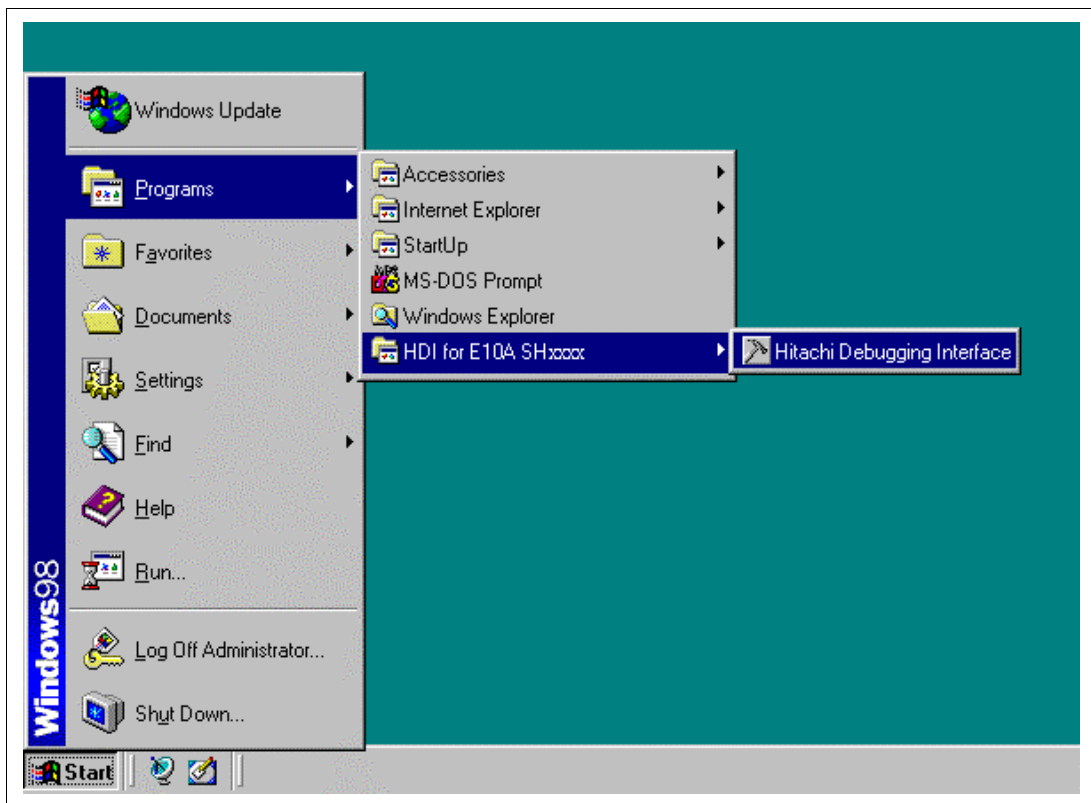 Windows Update
Programs
Favorites
Documents
Settings
Find
Help
Run...
Log Off Administrator...
Shut Down...
Windows98
Accessories
Internet Explorer
StartUp
MS-DOS Prompt
Windows Explorer
HDI for E10A SHxxxx
Hitachi Debugging Interface
Start